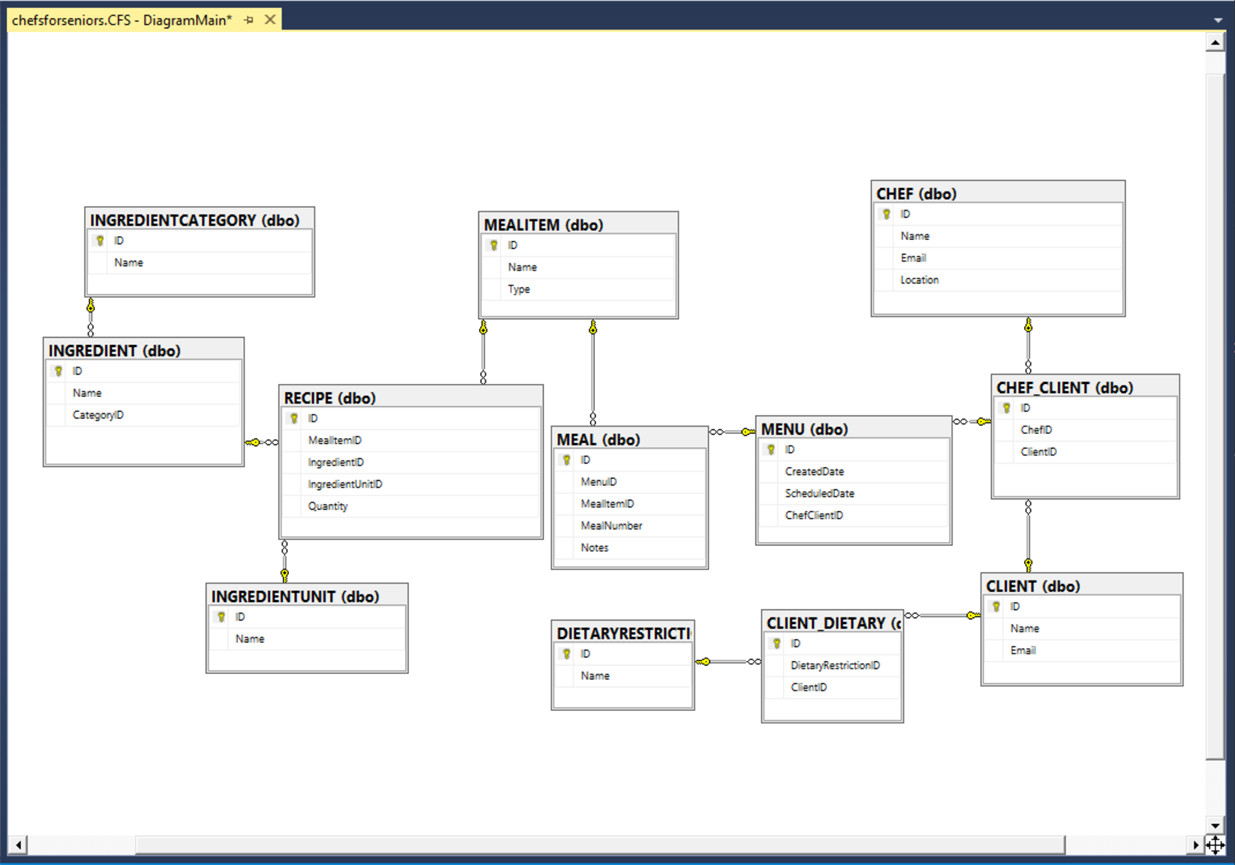 chefsforseniors.CFS - DiagramMain*
INGREDIENTCATEGORY (dbo)
ID
Name
INGREDIENT (dbo)
ID
Name
CategoryID
RECIPE (dbo)
ID
MealItemID
IngredientID
IngredientUnitID
Quantity
INGREDIENTUNIT (dbo)
ID
Name
MEALITEM (dbo)
ID
Name
Type
MEAL (dbo)
ID
MenuID
MealItemID
MealNumber
Notes
MENU (dbo)
ID
CreatedDate
ScheduledDate
ChefClientID
CHEF (dbo)
ID
Name
Email
Location
CHEF_CLIENT (dbo)
ID
ChefID
ClientID
CLIENT (dbo)
ID
Name
Email
CLIENT_DIETARY (d
ID
DietaryRestrictionID
ClientID
DIETARYRESTRICTI
ID
Name